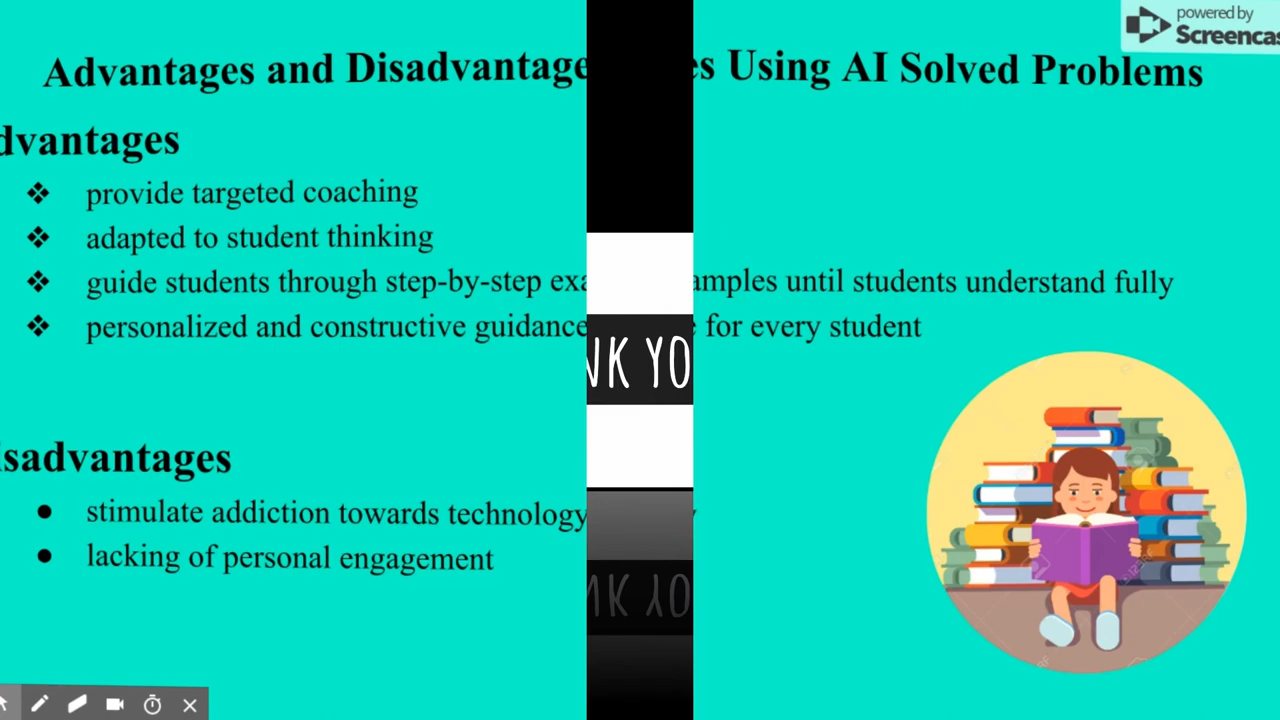 powered by
Screencas
Advantages and Disadvantage es Using AI Solved Problems
dvantages
provide targeted coaching
adapted to student thinking
guide students through step-by-step exa amples until students understand fully
personalized and constructive guidance e for every student
NK YO
isadvantages
stimulate addiction towards technology y
lacking of personal engagement